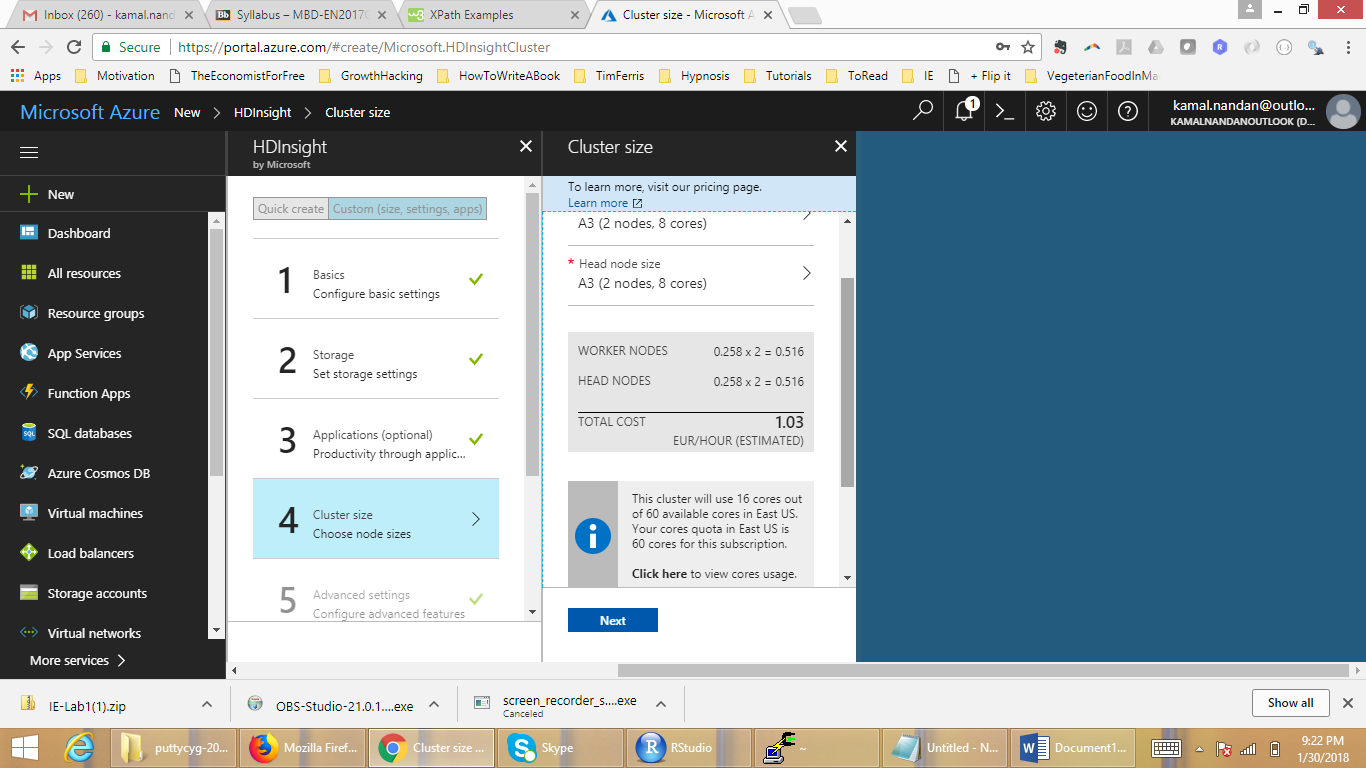 Inbox (260) - kamal.nand
Syllabus – MBD-EN2017O
XPath Examples
Cluster size - Microsoft A
Secure
https://portal.azure.com/#create/Microsoft.HDInsightCluster
Apps
Motivation
TheEconomistForFree
GrowthHacking
HowToWriteABook
TimFerris
Hypnosis
Tutorials
ToRead
IE
+ Flip it
VegeterianFoodInMa
Microsoft Azure
New
HDInsight
Cluster size
1
kamal.nandan@outlo...
KAMALNANDANOUTLOOK (D...
New
Dashboard
All resources
Resource groups
App Services
Function Apps
SQL databases
Azure Cosmos DB
Virtual machines
Load balancers
Storage accounts
Virtual networks
More services
HDInsight
by Microsoft
Quick create
Custom (size, settings, apps)
1
Basics
Configure basic settings
2
Storage
Set storage settings
3
Applications (optional)
Productivity through applic...
4
Cluster size
Choose node sizes
5
Advanced settings
Configure advanced features
Cluster size
To learn more, visit our pricing page.
Learn more
A3 (2 nodes, 8 cores)
* Head node size
A3 (2 nodes, 8 cores)
WORKER NODES 0.258 x 2 = 0.516
HEAD NODES 0.258 x 2 = 0.516
TOTAL COST 1.03
EUR/HOUR (ESTIMATED)
This cluster will use 16 cores out
of 60 available cores in East US.
Your cores quota in East US is
60 cores for this subscription.
Click here to view cores usage.
Next
IE-Lab1(1).zip
OBS-Studio-21.0.1....exe
screen_recorder_s....exe
Canceled
Show all
puttycyg-20...
Mozilla Firef...
Cluster size ...
Skype
RStudio
~
Untitled - N...
Document1...
9:22 PM
1/30/2018